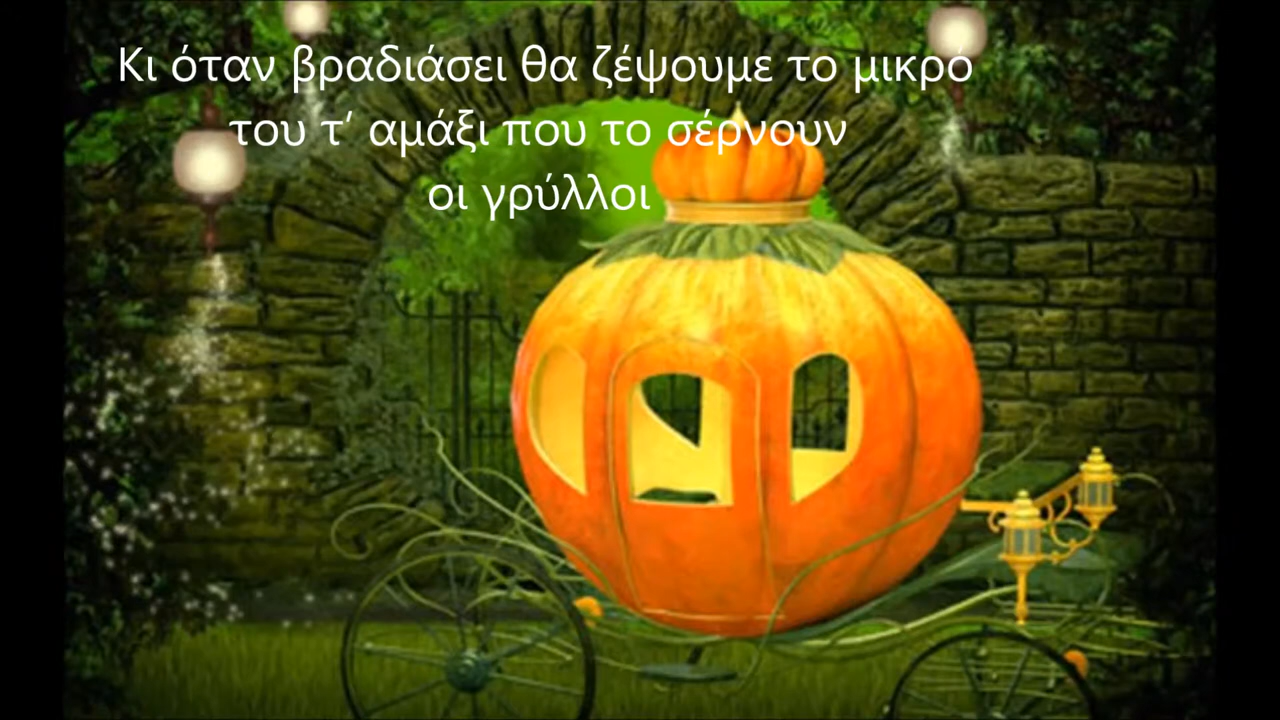 Κι όταν βραδιάσει θα ζέψουμε το μικρό
του τ’ αμάξι που το σέρνουν
οι γρύλλοι